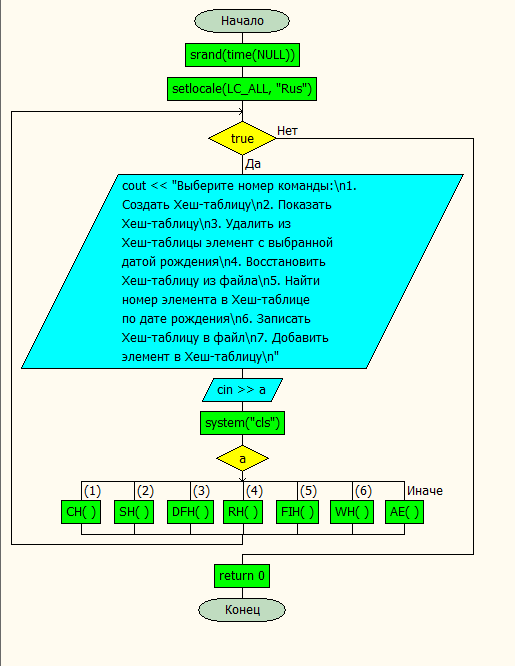 Начало
srand(time(NULL))
setlocale(LC_ALL, "Rus")
true
Нет
Да
cout << "Выберите номер команды:\n1.
Создать Хеш-таблицу\n2. Показать
Хеш-таблицу\n3. Удалить из
Хеш-таблицы элемент с выбранной
датой рождения\n4. Восстановить
Хеш-таблицу из файла\n5. Найти
номер элемента в Хеш-таблице
по дате рождения\n6. Записать
Хеш-таблицу в файл\n7. Добавить
элемент в Хеш-таблицу\n"
cin >> a
system("cls")
a
(1) (2) (3) (4) (5) (6) Иначе
CH( ) SH( ) DFH( ) RH( ) FIH( ) WH( ) AE( )
return 0
Конец